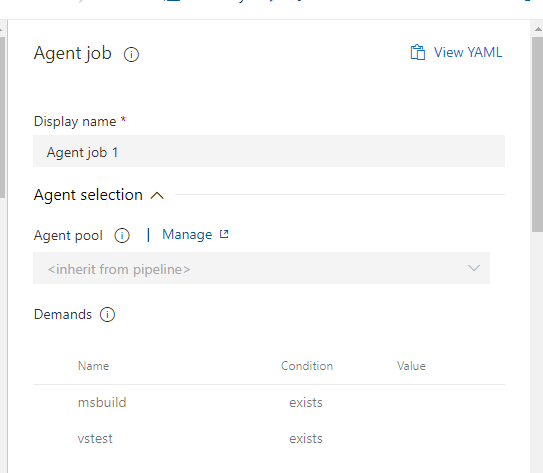 Agent job
View YAML
Display name *
Agent job 1
Agent selection
Agent pool | Manage
<inherit from pipeline>
Demands
Name Condition Value
msbuild exists
vstest exists